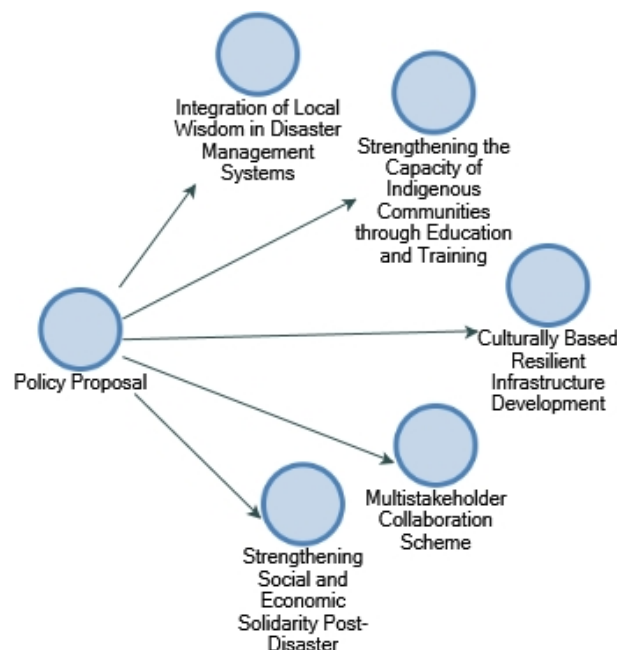 Integration of Local
Wisdom in Disaster
Management
Systems
Strengthening the
Capacity of
Indigenous
Communities
through Education
and Training
Culturally Based
Resilient
Infrastructure
Development
Policy Proposal
Multistakeholder
Collaboration
Scheme
Strengthening
Social and
Economic
Solidarity Post-
Disaster